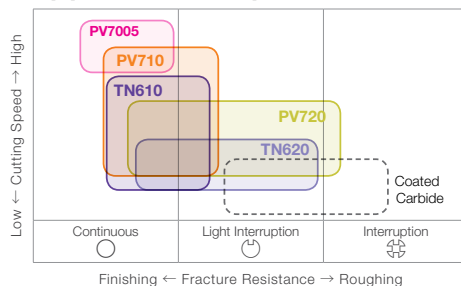 PV7005
PV710
TN610
PV720
TN620
Coated
Carbide
Low ← Cutting Speed → High
Continuous
Light Interruption
Interruption
Finishing ← Fracture Resistance → Roughing